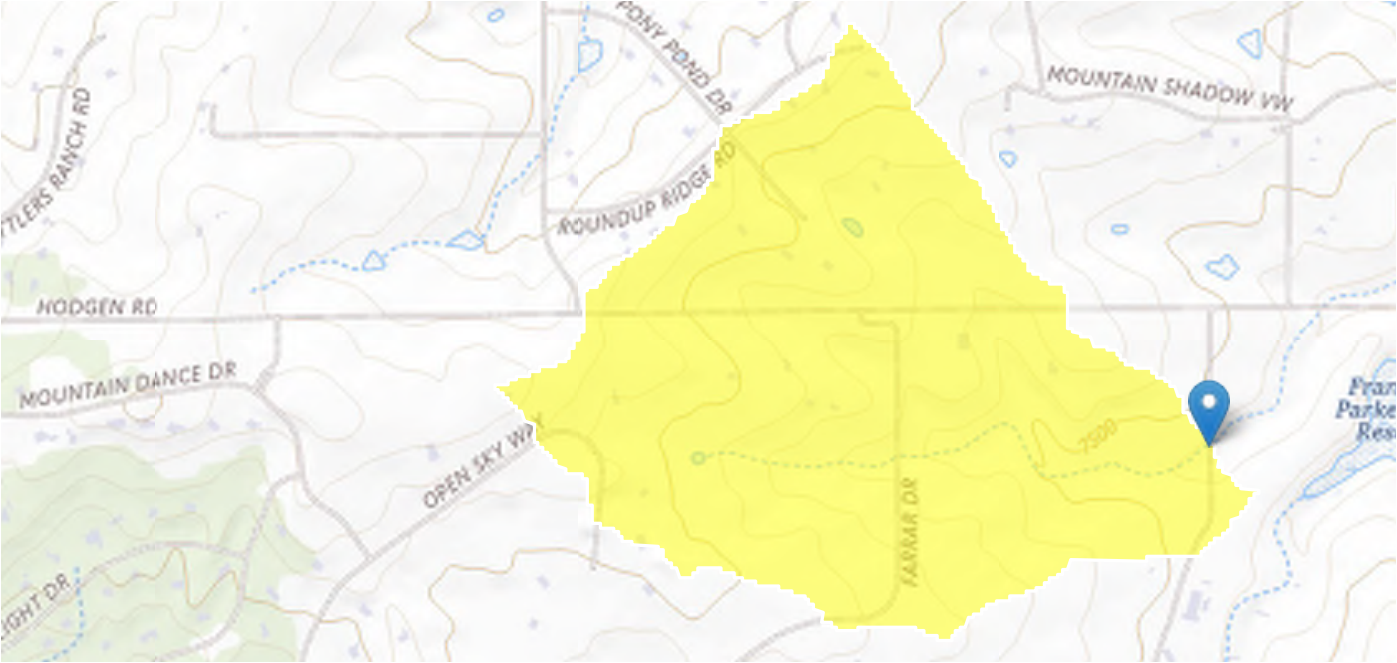 PONY POND DR
MOUNTAIN SHADOW VW
TLERS RANCH RD
ROUNDUP RIDGE RD
HODGEN RD
MOUNTAIN DANCE DR
Fran
Parke
Res
OPEN SKY WAY
7500
FARRAR DR
IGHT DR